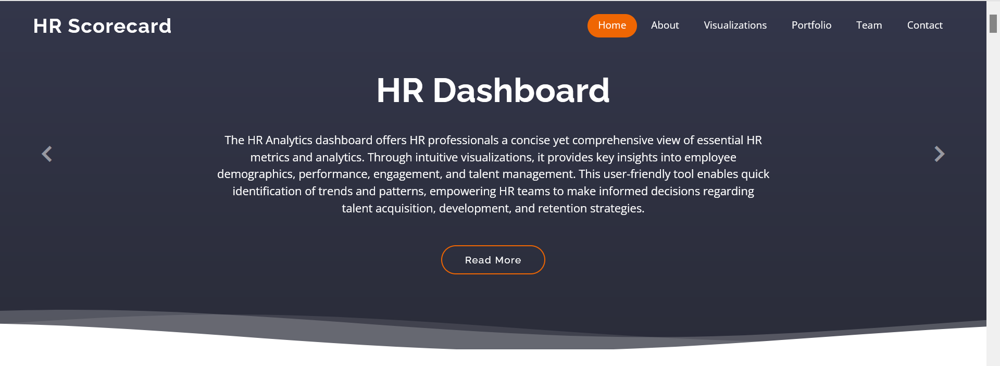 HR Scorecard
Home About Visualizations Portfolio Team Contact
HR Dashboard
The HR Analytics dashboard offers HR professionals a concise yet comprehensive view of essential HR
metrics and analytics. Through intuitive visualizations, it provides key insights into employee
demographics, performance, engagement, and talent management. This user-friendly tool enables quick
identification of trends and patterns, empowering HR teams to make informed decisions regarding
talent acquisition, development, and retention strategies.
Read More